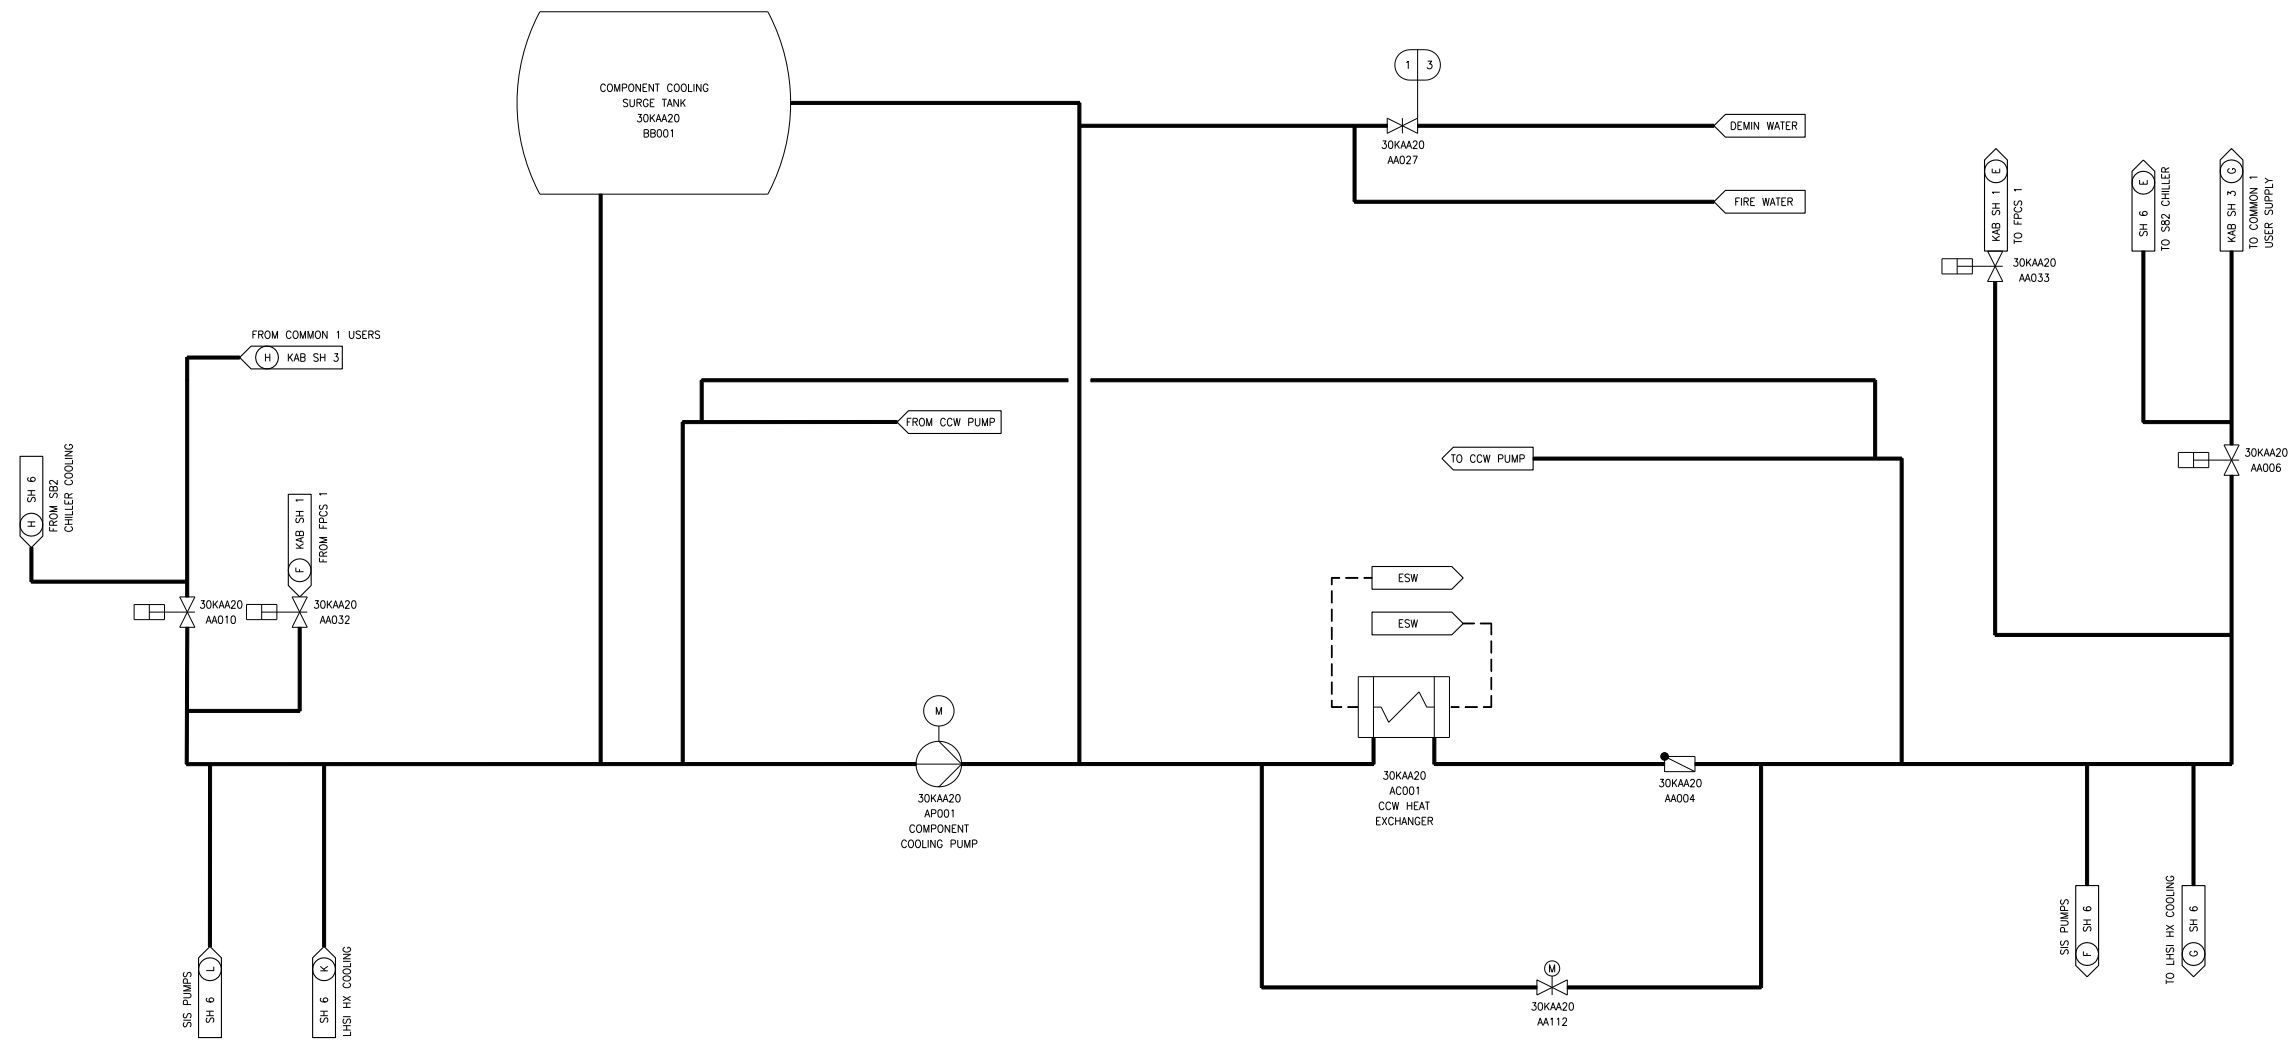 COMPONENT COOLING
SURGE TANK
30KAA20
BB001
1 3
30KAA20
AA027
DEMIN WATER
FIRE WATER
KAB SH 1 E
TO FPCS 1
30KAA20
AA033
SH 6 E
TO SB2 CHILLER
KAB SH 3 G
TO COMMON 1
USER SUPPLY
30KAA20
AA006
FROM COMMON 1 USERS
H KAB SH 3
FROM CCW PUMP
TO CCW PUMP
H SH 6
FROM SB2
CHILLER COOLING
F KAB SH 1
FROM FPCS 1
30KAA20
AA010
30KAA20
AA032
ESW
ESW
M
30KAA20
AP001
COMPONENT
COOLING PUMP
30KAA20
AC001
CCW HEAT
EXCHANGER
30KAA20
AA004
SIS PUMPS
SH 6 L
SH 6 K
LHSI HX COOLING
M
30KAA20
AA112
SIS PUMPS
F SH 6
TO LHSI HX COOLING
G SH 6